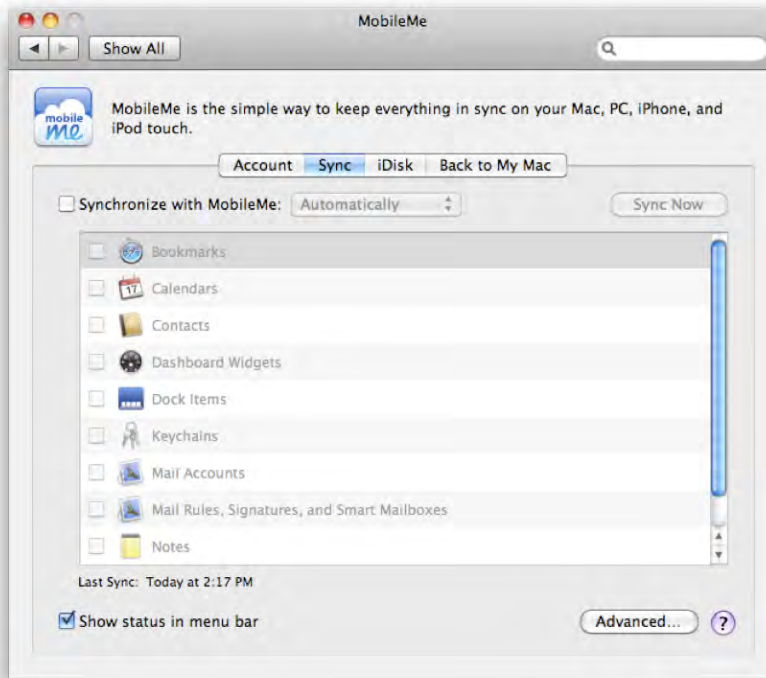 MobileMe
Show All
mobile
me
MobileMe is the simple way to keep everything in sync on your Mac, PC, iPhone, and
iPod touch.
Account Sync iDisk Back to My Mac
Synchronize with MobileMe: Automatically Sync Now
Bookmarks
17 Calendars
Contacts
Dashboard Widgets
Dock Items
Keychains
Mail Accounts
Mail Rules, Signatures, and Smart Mailboxes
Notes
Last Sync: Today at 2:17 PM
Show status in menu bar Advanced... ?